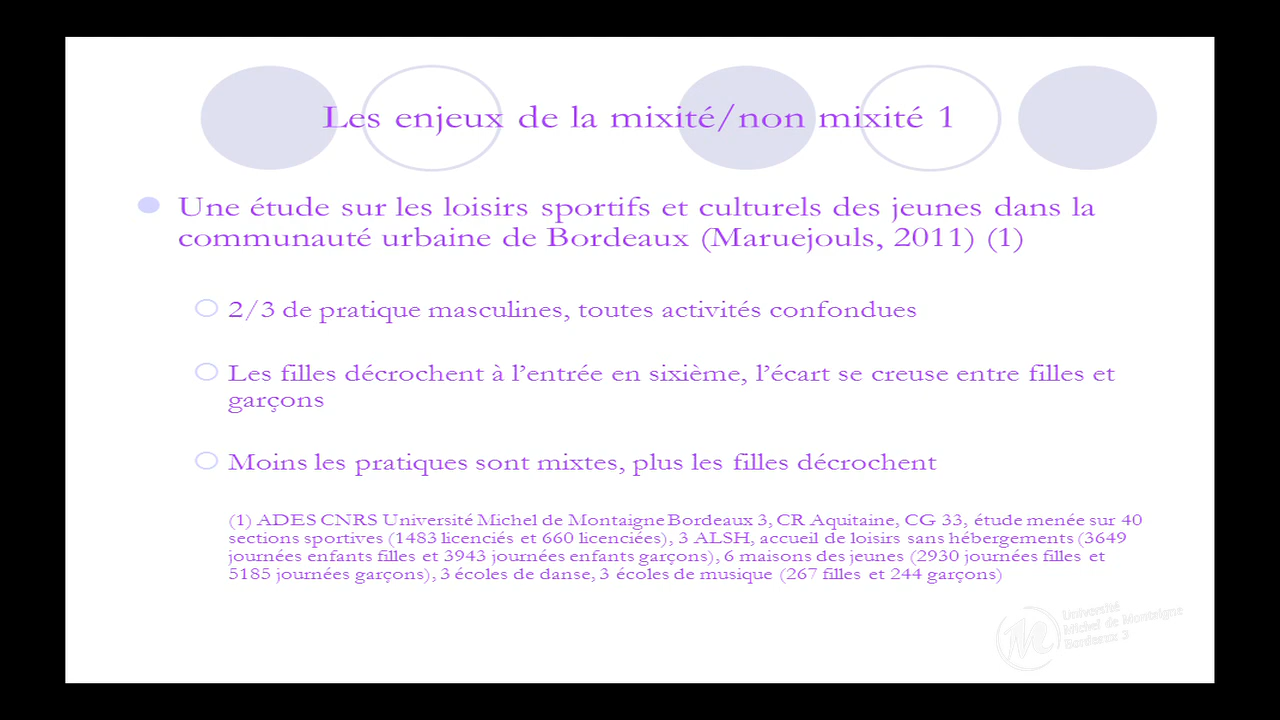 Les enjeux de la mixité/non mixité 1
Une étude sur les loisirs sportifs et culturels des jeunes dans la
communauté urbaine de Bordeaux (Maruejouls, 2011) (1)
2/3 de pratique masculines, toutes activités confondues
Les filles décrochent à l'entrée en sixième, l'écart se creuse entre filles et
garçons
Moins les pratiques sont mixtes, plus les filles décrochent
(1) ADES CNRS Université Michel de Montaigne Bordeaux 3, CR Aquitaine, CG 33, étude menée sur 40
sections sportives (1483 licenciés et 660 licenciées), 3 ALSH, accueil de loisirs sans hébergements (3649
journées enfants filles et 3943 journées enfants garçons), 6 maisons des jeunes (2930 journées filles et
5185 journées garçons), 3 écoles de danse, 3 écoles de musique (267 filles et 244 garçons)
Université
Michel de Montaigne
Bordeaux 3